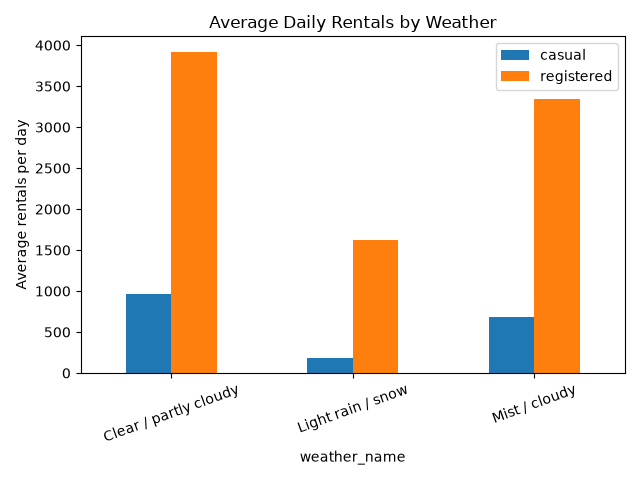 Average Daily Rentals by Weather
casual
registered
Average rentals per day
4000
3500
3000
2500
2000
1500
1000
500
0
Clear / partly cloudy
Light rain / snow
Mist / cloudy
weather_name